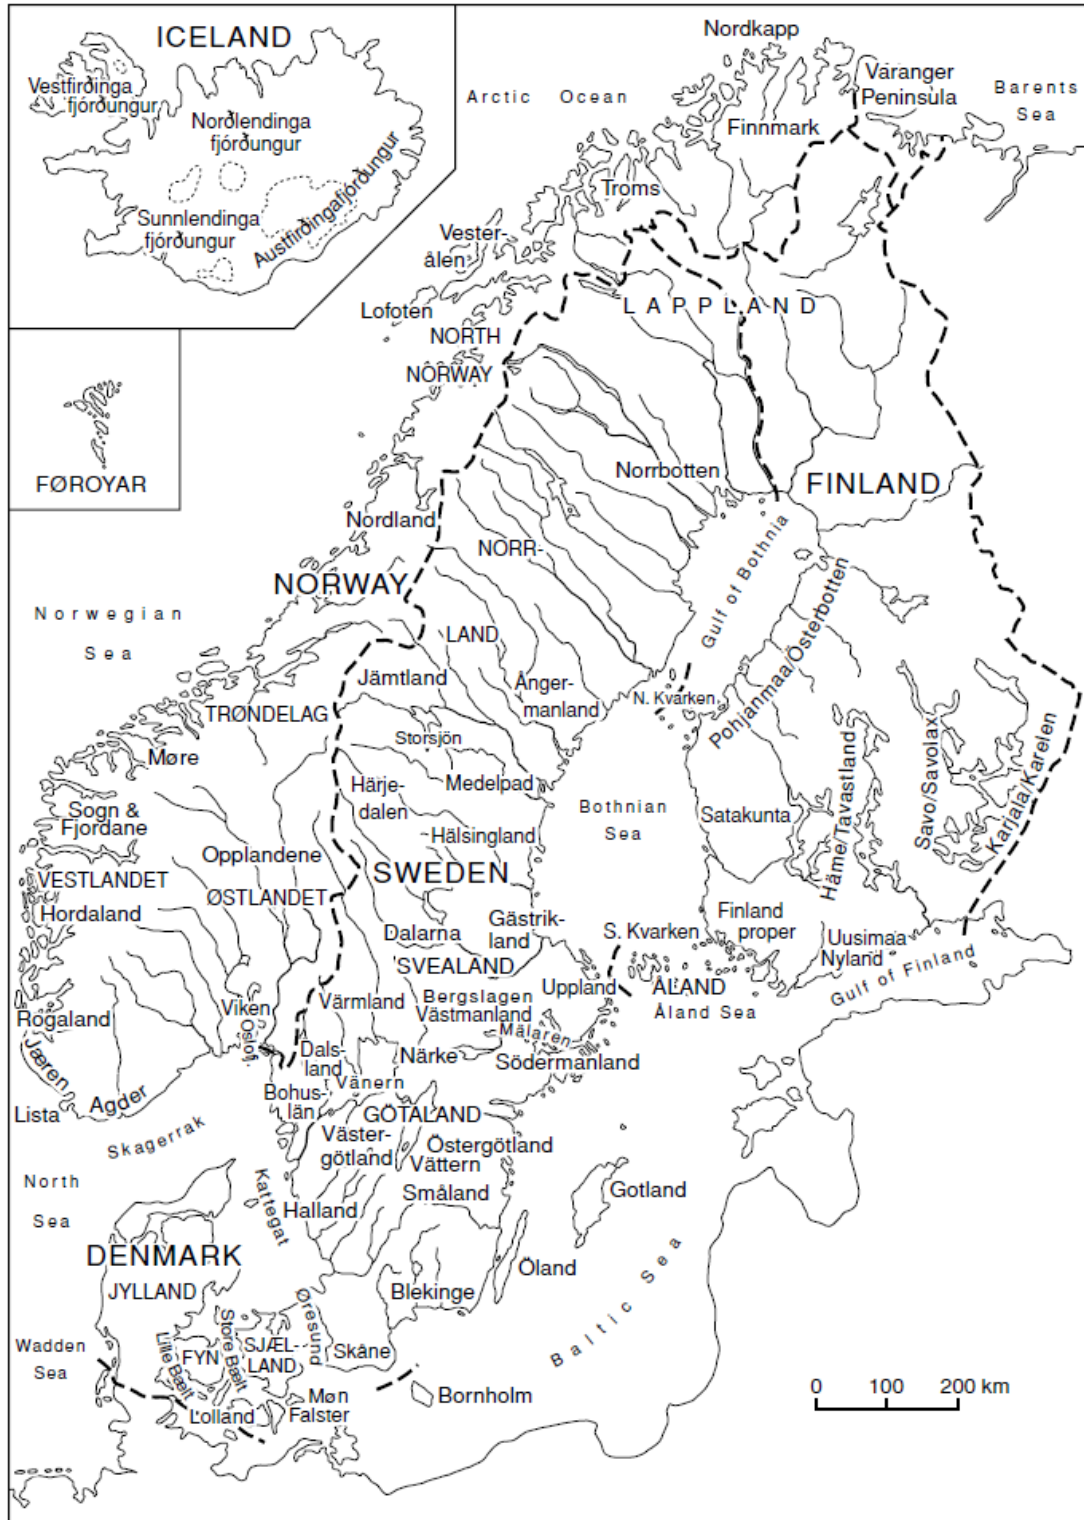 ICELAND
Vestfirðinga
fjórðungur
Norðlendinga
fjórðungur
Sunnlendinga
fjórðungur
Austfirðingafjórðungur
FØROYAR
Nordkapp
Varanger
Peninsula
Barents
Sea
Arctic Ocean
Finnmark
Troms
Vester-
ålen
Lofoten
NORTH
NORWAY
LAPPLAND
Norrbotten
FINLAND
Nordland
NORR-
LAND
NORWAY
Gulf of Bothnia
Norwegian
Sea
Jämtland
Ånger-
manland
N. Kvarken
Pohjanmaa/Österbotten
TRØNDELAG
Storsjön
Møre
Medelpad
Härje-
dalen
Bothnian
Sea
Satakunta
Häme/Tavastland
Savo/Savolax
Karjala/Karelen
Sogn &
Fjordane
Hälsingland
Opplandene
SWEDEN
VESTLANDET
ØSTLANDET
Hordaland
Dalarna
Gästrik-
land
S. Kvarken
Finland
proper
Uusimaa
Nyland
Gulf of Finland
SVEALAND
Uppland
ÅLAND
Åland Sea
Viken
Oslofj.
Värmland
Bergslagen
Västmanland
Mälaren
Rogaland
Jæren
Dals-
land
Närke
Södermanland
Vänern
Bohus-
län
Lista
Agder
Skagerrak
GÖTALAND
Väster-
götland
Östergötland
Vättern
North
Sea
Kattegat
Halland
Småland
Gotland
DENMARK
JYLLAND
Öland
Blekinge
Baltic Sea
Øresund
Wadden
Sea
Lille Bælt
FYN
Store Bælt
SJÆL-
LAND
Skåne
Lolland
Møn
Falster
Bornholm
0 100 200 km